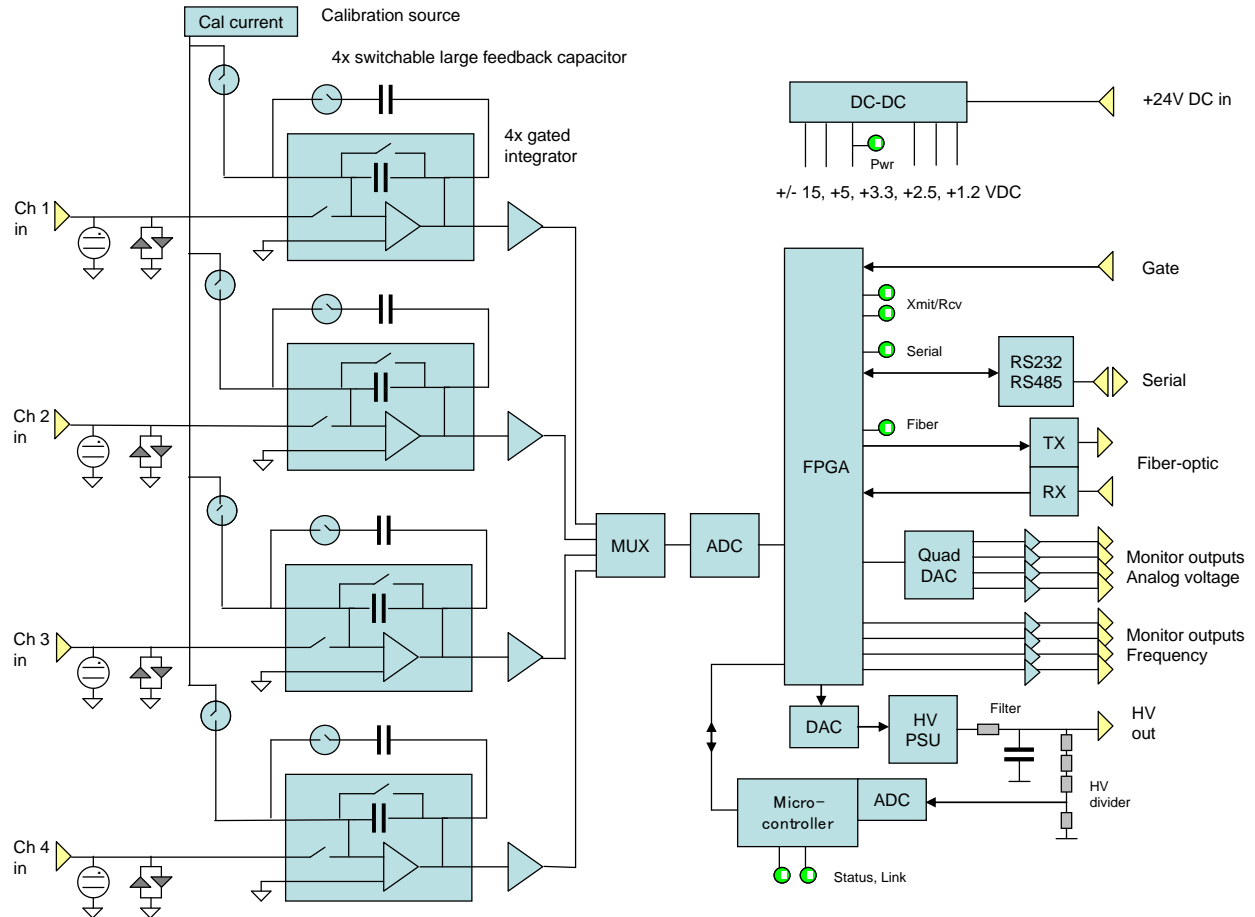 Cal current
Calibration source
4x switchable large feedback capacitor
4x gated
integrator
Ch 1
in
Ch 2
in
Ch 3
in
Ch 4
in
MUX
ADC
DC-DC
+24V DC in
Pwr
+/- 15, +5, +3.3, +2.5, +1.2 VDC
FPGA
Gate
Xmit/Rcv
Serial
RS232
RS485
Serial
Fiber
TX
RX
Fiber-optic
Quad
DAC
Monitor outputs
Analog voltage
Monitor outputs
Frequency
DAC
HV
PSU
Filter
HV
out
HV
divider
Micro-
controller
ADC
Status, Link